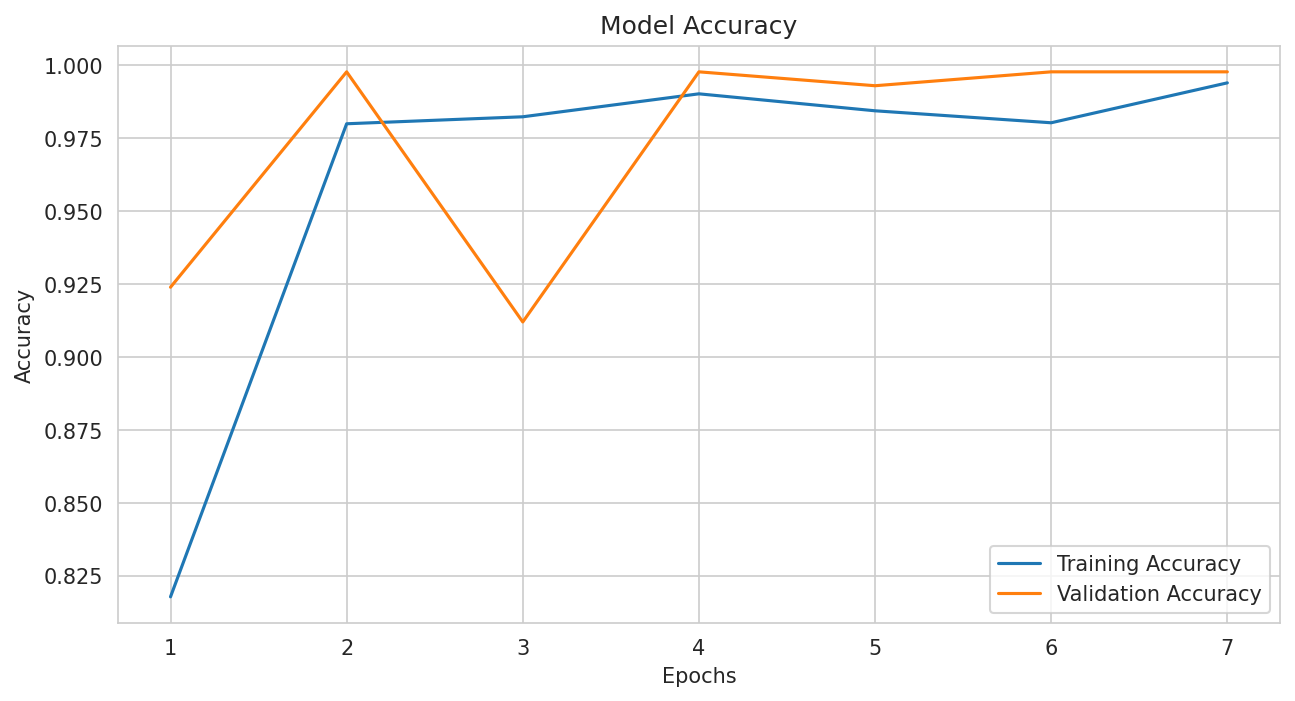 Model Accuracy
1.000
0.975
0.950
0.925
0.900
0.875
0.850
0.825
Accuracy
1 2 3 4 5 6 7
Epochs
Training Accuracy
Validation Accuracy